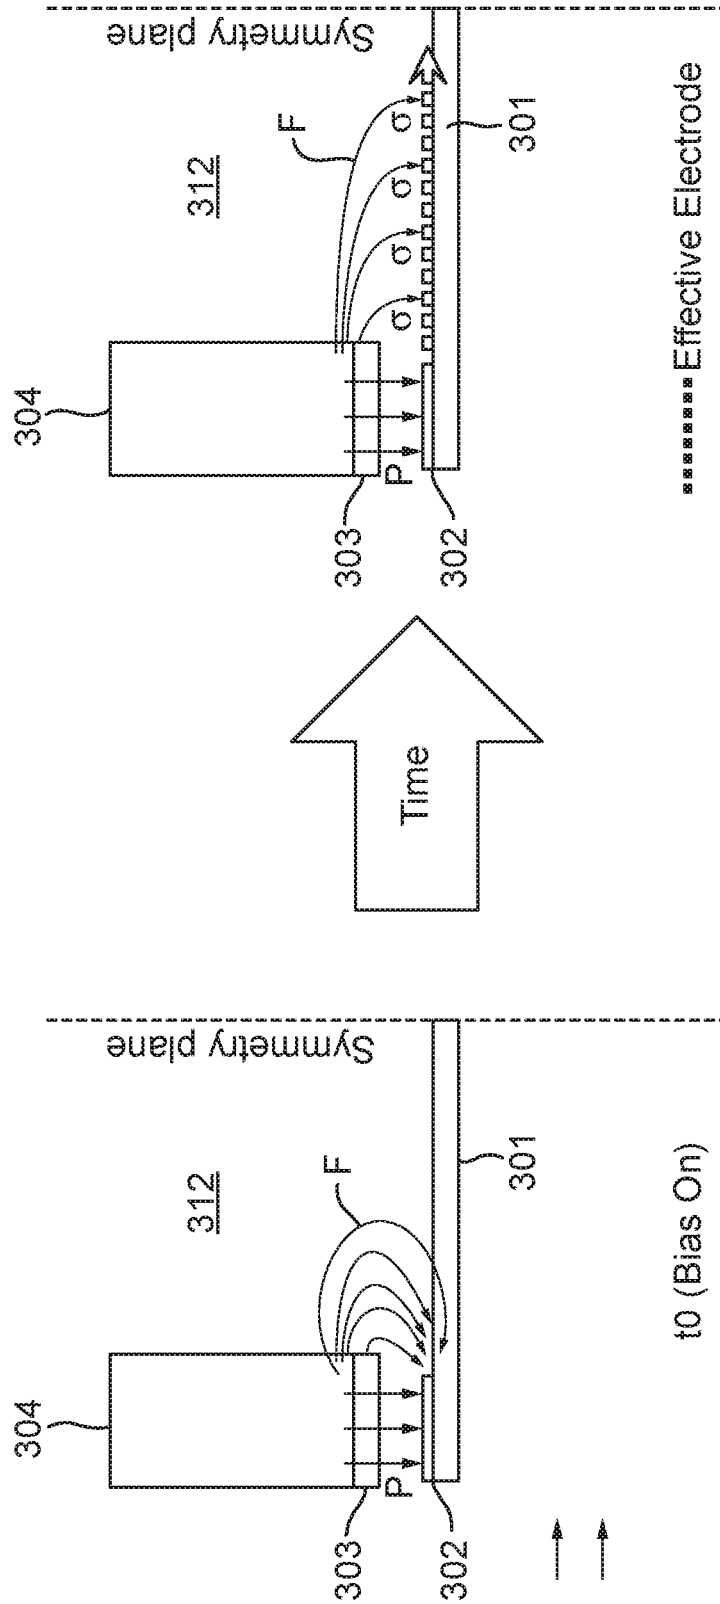 304
303
P
302
312
F
Symmetry plane
301
t0 (Bias On)
Time
304
303
P
302
312
F
σ
σ
σ
σ
Symmetry plane
301
Effective Electrode